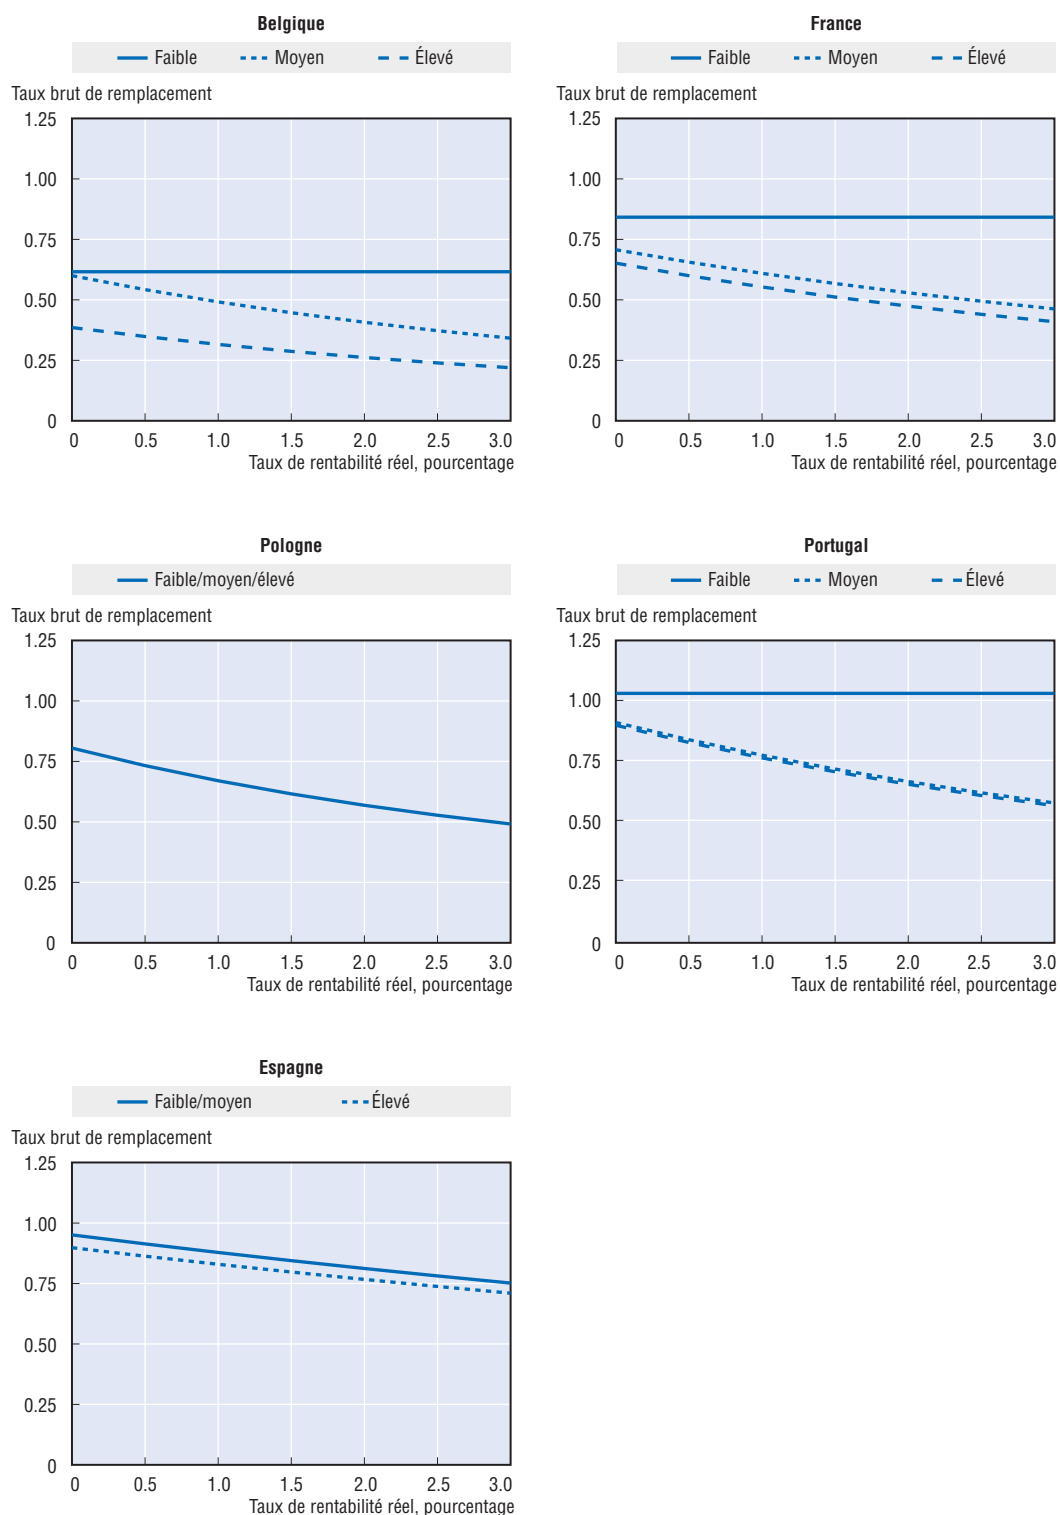 Belgique
Faible Moyen Élevé
Taux brut de remplacement
1.25
1.00
0.75
0.50
0.25
0
0 0.5 1.0 1.5 2.0 2.5 3.0
Taux de rentabilité réel, pourcentage
France
Faible Moyen Élevé
Taux brut de remplacement
1.25
1.00
0.75
0.50
0.25
0
0 0.5 1.0 1.5 2.0 2.5 3.0
Taux de rentabilité réel, pourcentage
Pologne
Faible/moyen/élevé
Taux brut de remplacement
1.25
1.00
0.75
0.50
0.25
0
0 0.5 1.0 1.5 2.0 2.5 3.0
Taux de rentabilité réel, pourcentage
Portugal
Faible Moyen Élevé
Taux brut de remplacement
1.25
1.00
0.75
0.50
0.25
0
0 0.5 1.0 1.5 2.0 2.5 3.0
Taux de rentabilité réel, pourcentage
Espagne
Faible/moyen Élevé
Taux brut de remplacement
1.25
1.00
0.75
0.50
0.25
0
0 0.5 1.0 1.5 2.0 2.5 3.0
Taux de rentabilité réel, pourcentage